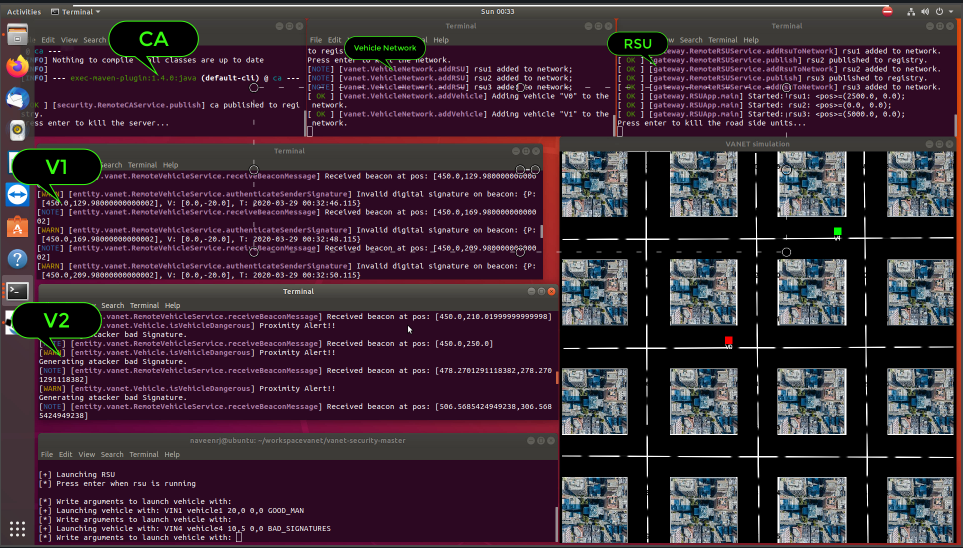 Activities Terminal Sun 00:33
CA
Vehicle Network
RSU
V1
V2
Terminal
Edit View Search
ca ---
FO] Nothing to compile all classes are up to date
FO]
FO] --- exec-maven-plugin:1.4.0:java (default-cli) @ ca ---
OK ] [security.RemoteCAService.publish] ca published to regi
stry.
ress enter to kill the server...
Terminal
File Edit View Help
to regis
Press enter to kill the network.
[NOTE] [vanet.VehicleNetwork.addRSU] rsu1 added to network;
[NOTE] [vanet.VehicleNetwork.addRSU] rsu2 added to network;
[NOTE] [vanet.VehicleNetwork.addRSU] rsu3 added to network;
[ OK ] [vanet.VehicleNetwork.addVehicle] Adding vehicle "V0" to the
network.
[ OK ] [vanet.VehicleNetwork.addVehicle] Adding vehicle "V1" to the
network.
Terminal
File Search Terminal Help
[ OK ] [gateway.RemoteRSUService.addRsuToNetwork] rsu1 added to network.
[ OK ] [gateway.RemoteRSUService.publish] rsu2 published to registry.
[ OK ] [gateway.RemoteRSUService.addRsuToNetwork] rsu2 added to network.
[ OK ] [gateway.RemoteRSUService.publish] rsu3 published to registry.
[ OK ] [gateway.RemoteRSUService.addRsuToNetwork] rsu3 added to network.
[ OK ] [gateway.RSUApp.main] Started: rsu1: <pos>=(2500.0, 0.0);
[ OK ] [gateway.RSUApp.main] Started: rsu2: <pos>=(0.0, 0.0);
[ OK ] [gateway.RSUApp.main] Started: rsu3: <pos>=(5000.0, 0.0);
Press enter to kill the road side units...
Terminal
Search Terminal Help
[entity.vanet.RemoteVehicleService.receiveBeaconMessage] Received beacon at pos: [450.0,129.980000000000
[WARN] [entity.vanet.RemoteVehicleService.authenticateSenderSignature] Invalid digital signature on beacon: {P:
[450.0,129.98000000000002], V: [0.0,-20.0], T: 2020-03-29 00:32:46.115}
[NOTE] [entity.vanet.RemoteVehicleService.receiveBeaconMessage] Received beacon at pos: [450.0,169.980000000000
02]
[WARN] [entity.vanet.RemoteVehicleService.authenticateSenderSignature] Invalid digital signature on beacon: {P:
[450.0,169.98000000000002], V: [0.0,-20.0], T: 2020-03-29 00:32:48.115}
[NOTE] [entity.vanet.RemoteVehicleService.receiveBeaconMessage] Received beacon at pos: [450.0,209.980000000000
02]
[WARN] [entity.vanet.RemoteVehicleService.authenticateSenderSignature] Invalid digital signature on beacon: {P:
[450.0,209.98000000000002], V: [0.0,-20.0], T: 2020-03-29 00:32:50.115}
VANET simulation
V1
V0
Terminal
Search Terminal Help
[entity.vanet.RemoteVehicleService.receiveBeaconMessage] Received beacon at pos: [450.0,210.01999999999998]
[entity.vanet.Vehicle.isVehicleDangerous] Proximity Alert!!
atacker bad Signature.
[NOTE] [entity.vanet.RemoteVehicleService.receiveBeaconMessage] Received beacon at pos: [450.0,250.0]
[WARN] [entity.vanet.Vehicle.isVehicleDangerous] Proximity Alert!!
Generating atacker bad Signature.
[NOTE] [entity.vanet.RemoteVehicleService.receiveBeaconMessage] Received beacon at pos: [478.2701291118382,278.270
1291118382]
[WARN] [entity.vanet.Vehicle.isVehicleDangerous] Proximity Alert!!
Generating atacker bad Signature.
[NOTE] [entity.vanet.RemoteVehicleService.receiveBeaconMessage] Received beacon at pos: [506.5685424949238,306.568
5424949238]
naveenrj@ubuntu: ~/workspacevanet/vanet-security-master
File Edit View Search Terminal Help
[+] Launching RSU
[*] Press enter when rsu is running
[*] Write arguments to launch vehicle with:
[+] Launching vehicle with: VIN1 vehicle1 20,0 0,0 GOOD_MAN
[*] Write arguments to launch vehicle with:
[+] Launching vehicle with: VIN4 vehicle4 10,5 0,0 BAD_SIGNATURES
[*] Write arguments to launch vehicle with: